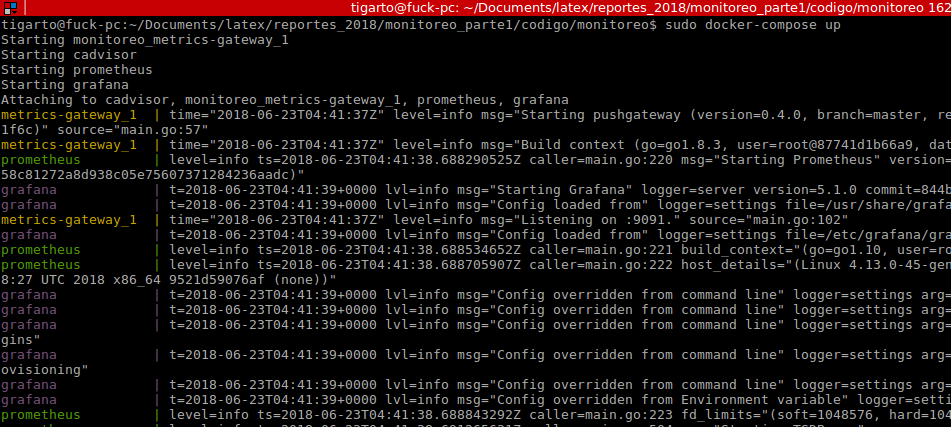 tigarto@fuck-pc: ~/Documents/latex/reportes_2018/monitoreo_parte1/codigo/monitoreo 162
tigarto@fuck-pc:~/Documents/latex/reportes_2018/monitoreo_parte1/codigo/monitoreo$ sudo docker-compose up
Starting monitoreo_metrics-gateway_1
Starting cadvisor
Starting prometheus
Starting grafana
Attaching to cadvisor, monitoreo_metrics-gateway_1, prometheus, grafana
metrics-gateway_1  | time="2018-06-23T04:41:37Z" level=info msg="Starting pushgateway (version=0.4.0, branch=master, re
1f6c)" source="main.go:57"
metrics-gateway_1  | time="2018-06-23T04:41:37Z" level=info msg="Build context (go=go1.8.3, user=root@87741d1b66a9, dat
prometheus         | level=info ts=2018-06-23T04:41:38.688290525Z caller=main.go:220 msg="Starting Prometheus" version=
58c81272a8d938c05e75607371284236aadc)"
grafana            | t=2018-06-23T04:41:39+0000 lvl=info msg="Starting Grafana" logger=server version=5.1.0 commit=844b
grafana            | t=2018-06-23T04:41:39+0000 lvl=info msg="Config loaded from" logger=settings file=/usr/share/grafa
metrics-gateway_1  | time="2018-06-23T04:41:37Z" level=info msg="Listening on :9091." source="main.go:102"
grafana            | t=2018-06-23T04:41:39+0000 lvl=info msg="Config loaded from" logger=settings file=/etc/grafana/gra
prometheus         | level=info ts=2018-06-23T04:41:38.688534652Z caller=main.go:221 build_context="(go=go1.10, user=ro
prometheus         | level=info ts=2018-06-23T04:41:38.688705907Z caller=main.go:222 host_details="(Linux 4.13.0-45-gen
8:27 UTC 2018 x86_64 9521d59076af (none))"
grafana            | t=2018-06-23T04:41:39+0000 lvl=info msg="Config overridden from command line" logger=settings arg=
grafana            | t=2018-06-23T04:41:39+0000 lvl=info msg="Config overridden from command line" logger=settings arg=
grafana            | t=2018-06-23T04:41:39+0000 lvl=info msg="Config overridden from command line" logger=settings arg=
gins"
grafana            | t=2018-06-23T04:41:39+0000 lvl=info msg="Config overridden from command line" logger=settings arg=
ovisioning"
grafana            | t=2018-06-23T04:41:39+0000 lvl=info msg="Config overridden from command line" logger=settings arg=
grafana            | t=2018-06-23T04:41:39+0000 lvl=info msg="Config overridden from Environment variable" logger=setti
prometheus         | level=info ts=2018-06-23T04:41:38.688843292Z caller=main.go:223 fd_limits="(soft=1048576, hard=104